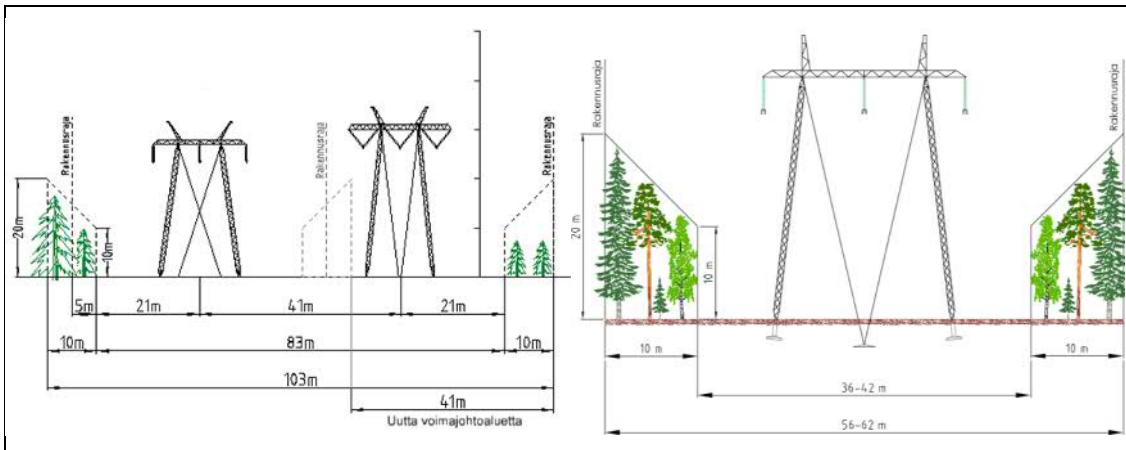 Rakennusraja
Rakennusraja
Rakennusraja
20m
10m
5m
21m
41m
21m
10m
83m
10m
103m
41m
Uutta voimajohtoaluetta
Rakennusraja
Rakennusraja
20 m
10 m
10 m
10 m
36-42 m
56-62 m